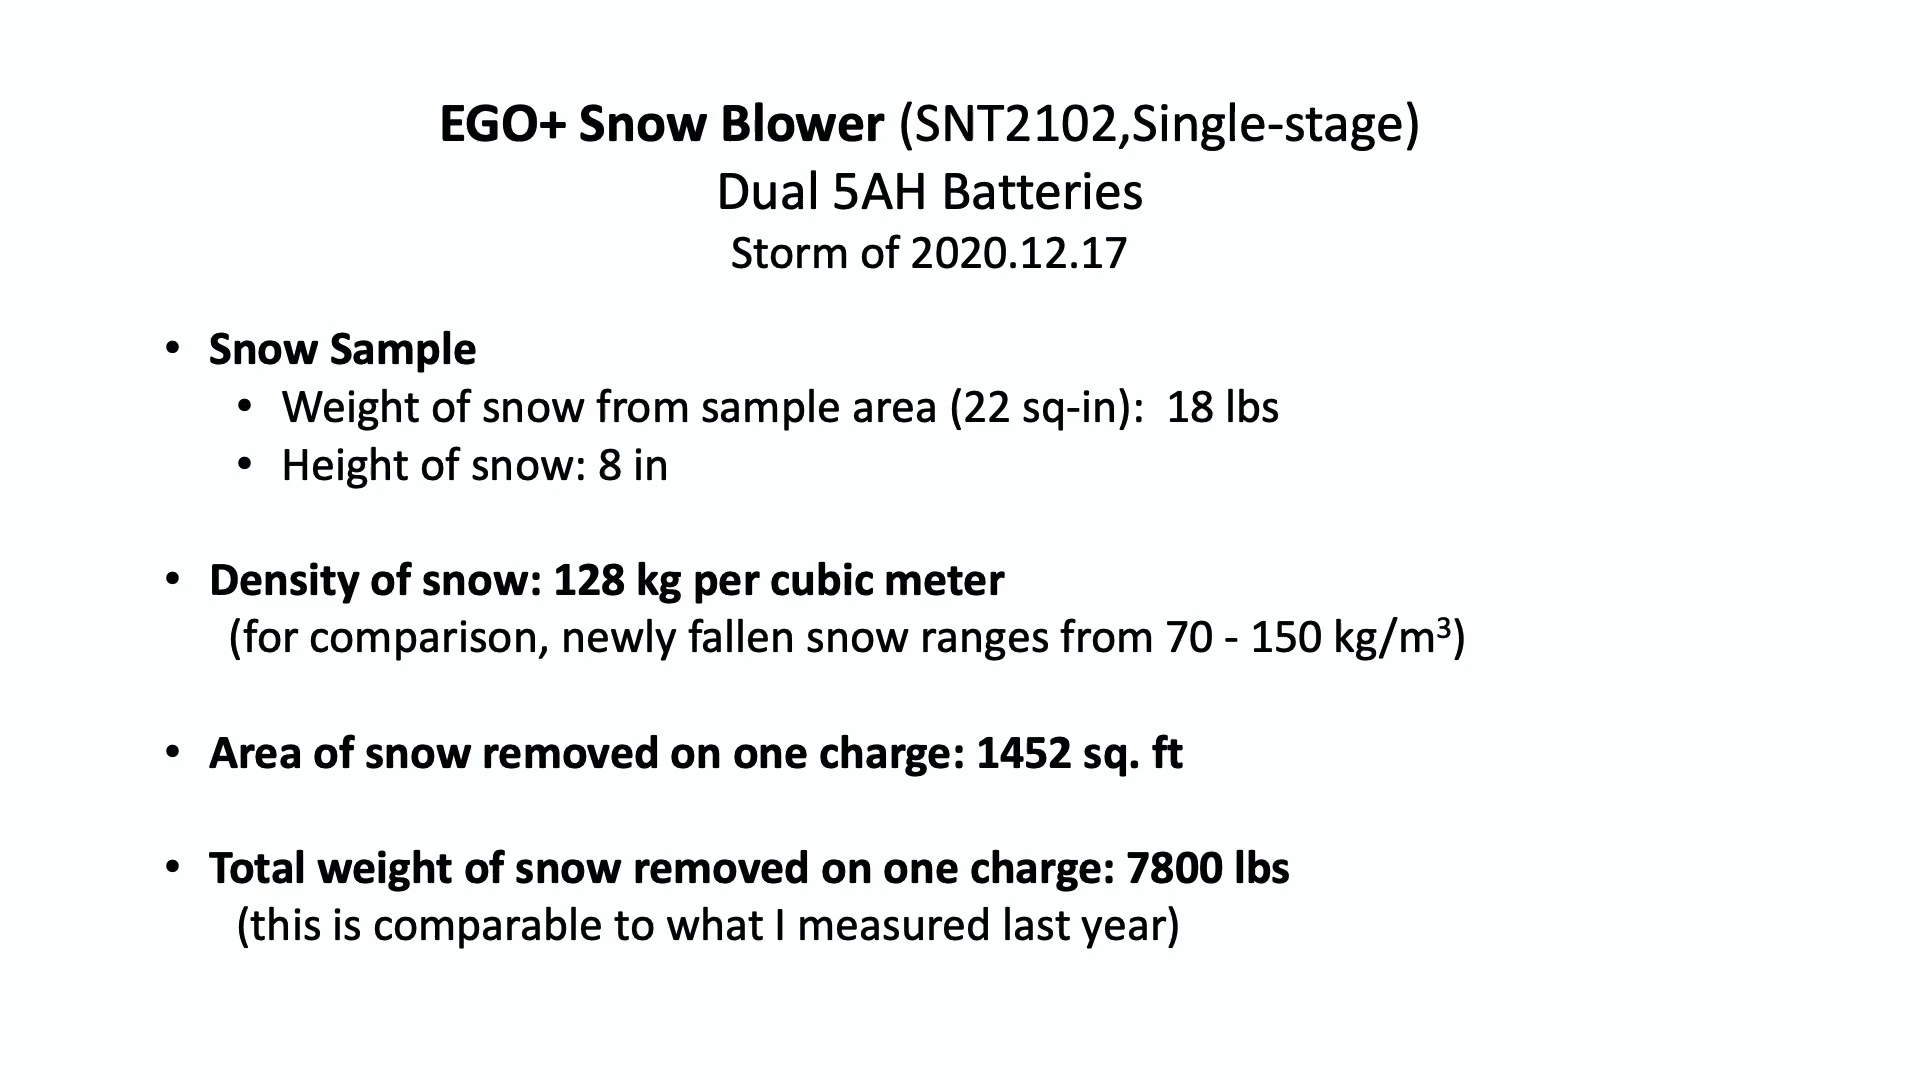 EGO+ Snow Blower (SNT2102,Single-stage)
Dual 5AH Batteries
Storm of 2020.12.17
• Snow Sample
• Weight of snow from sample area (22 sq-in):  18 lbs
• Height of snow: 8 in
• Density of snow: 128 kg per cubic meter
(for comparison, newly fallen snow ranges from 70 - 150 kg/m³)
• Area of snow removed on one charge: 1452 sq. ft
• Total weight of snow removed on one charge: 7800 lbs
(this is comparable to what I measured last year)